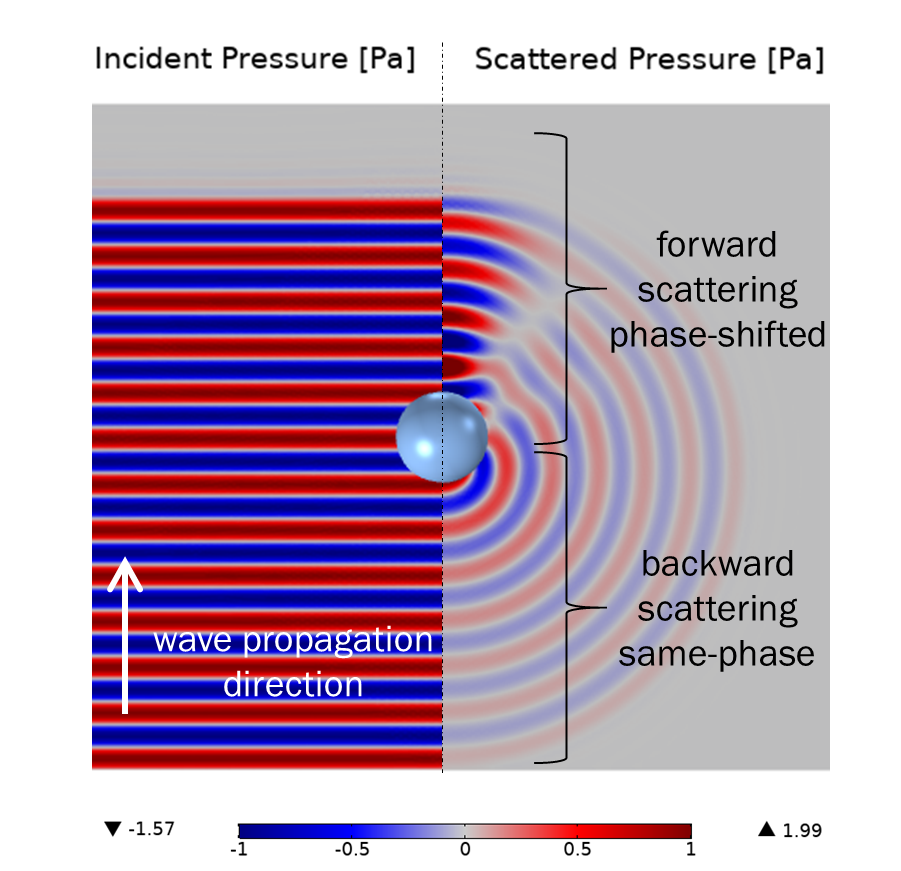 Incident Pressure [Pa]
Scattered Pressure [Pa]
forward
scattering
phase-shifted
backward
scattering
same-phase
wave propagation
direction
▼ -1.57
-1 -0.5 0 0.5 1
▲ 1.99